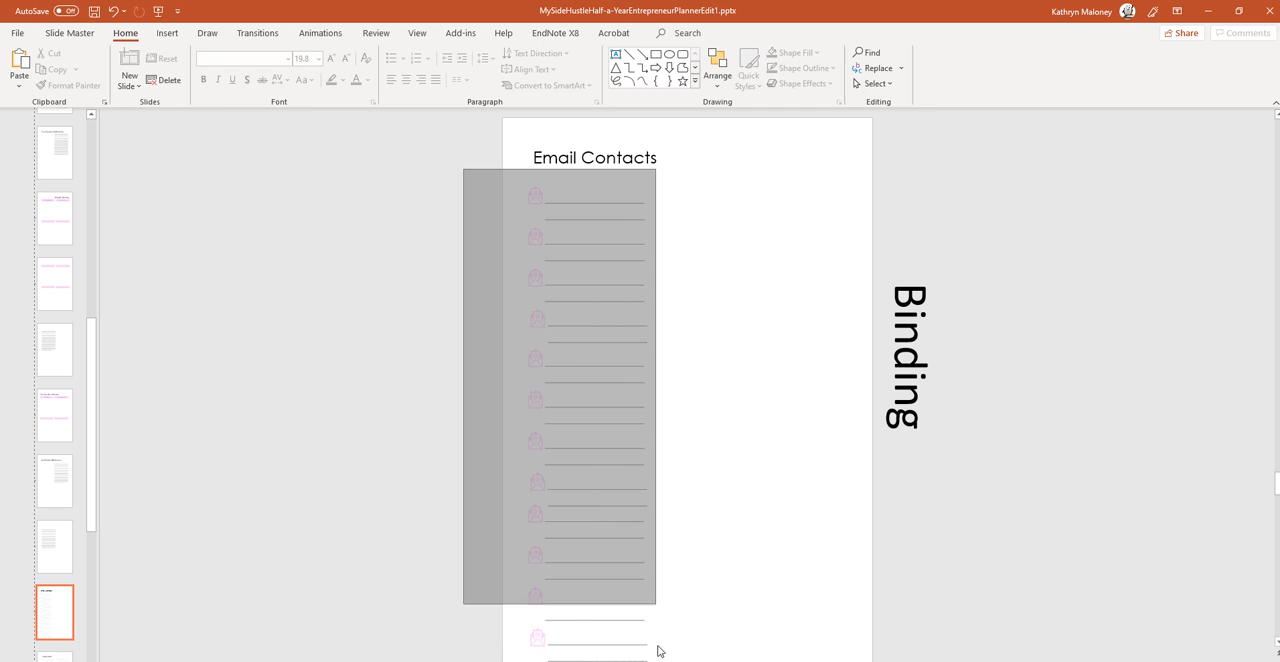 AutoSave Off MySideHustleHalf-a-YearEntrepreneurPlannerEdit1.pptx Kathryn Maloney
File Slide Master Home Insert Draw Transitions Animations Review View Add-ins Help EndNote X8 Acrobat Search Share Comments
Paste
Cut
Copy
Format Painter
Clipboard
New
Slide
Reset
Delete
Slides
19.8
B I U S ab AV Aa A
Font
Text Direction
Align Text
Convert to SmartArt
Paragraph
Arrange
Quick
Styles
Shape Fill
Shape Outline
Shape Effects
Drawing
Find
Replace
Select
Editing
Email Contacts
Binding